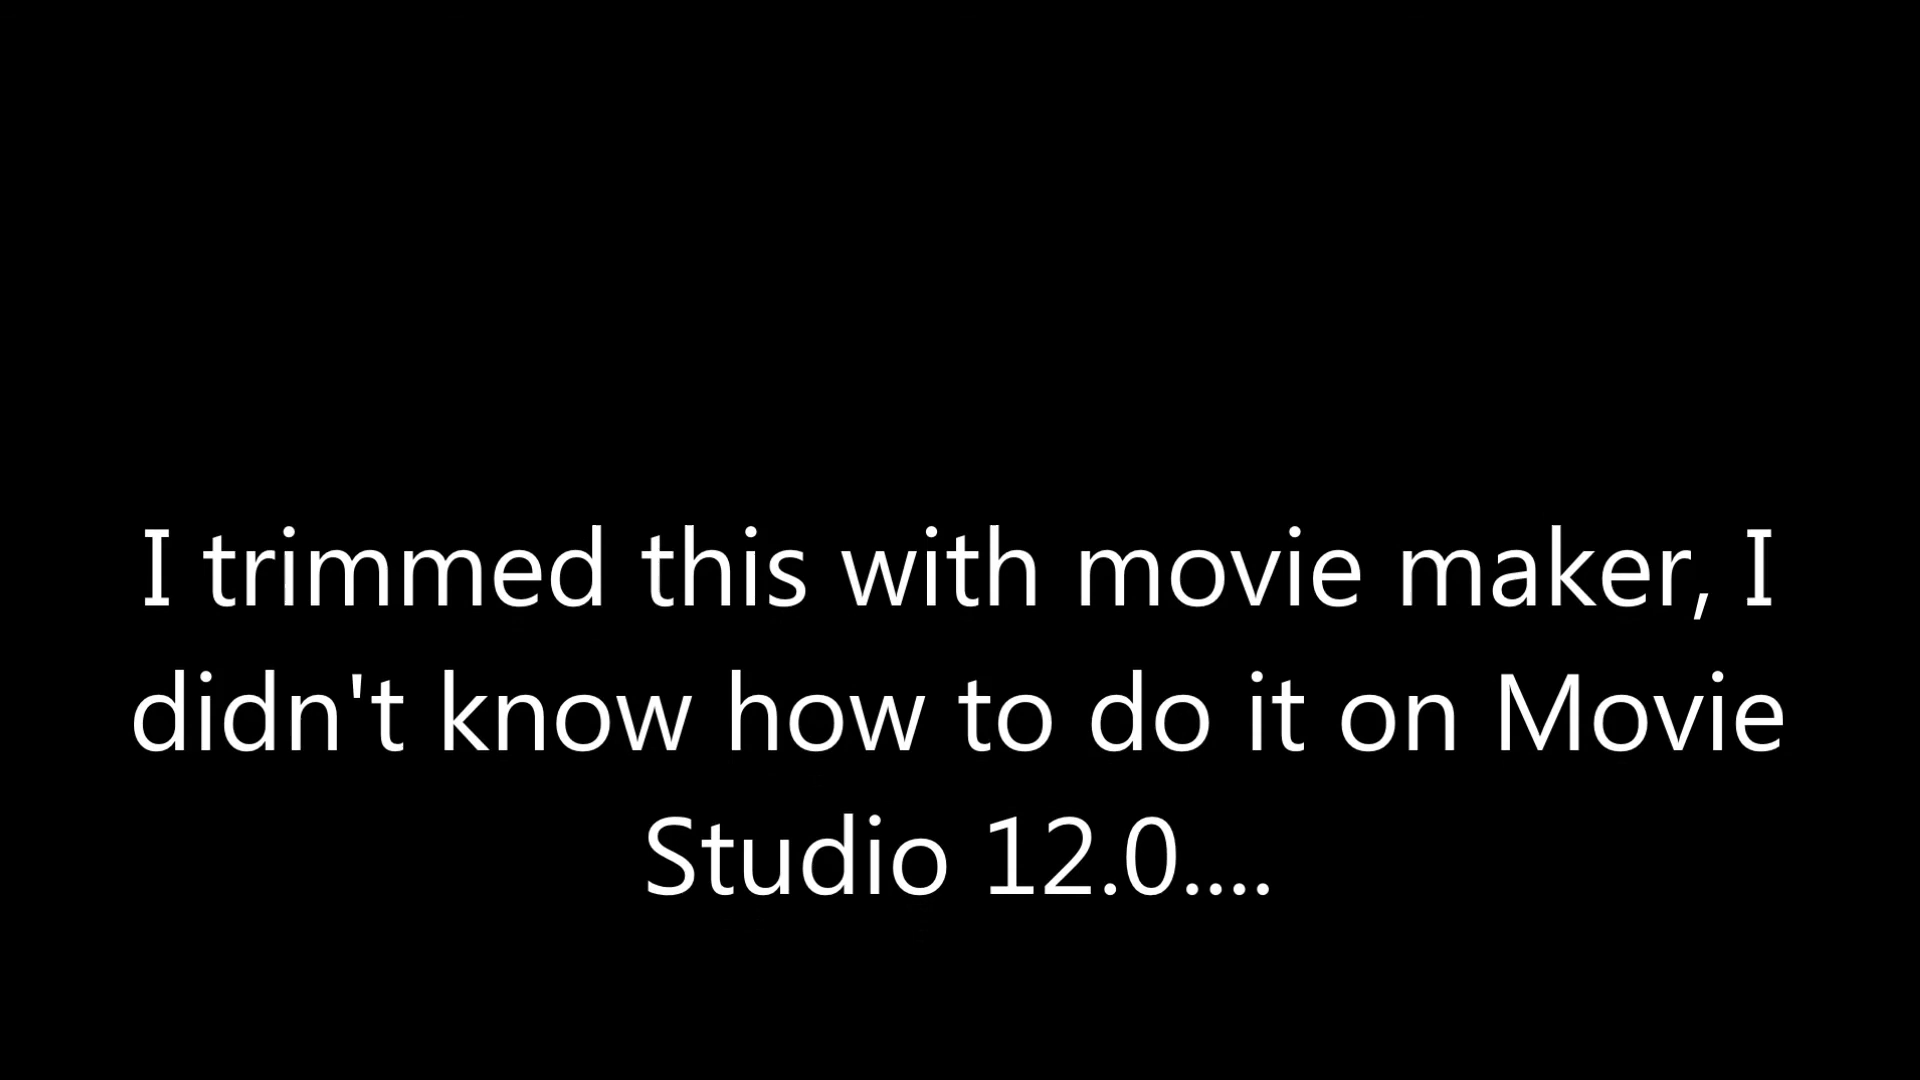 I trimmed this with movie maker, I
didn't know how to do it on Movie
Studio 12.0....